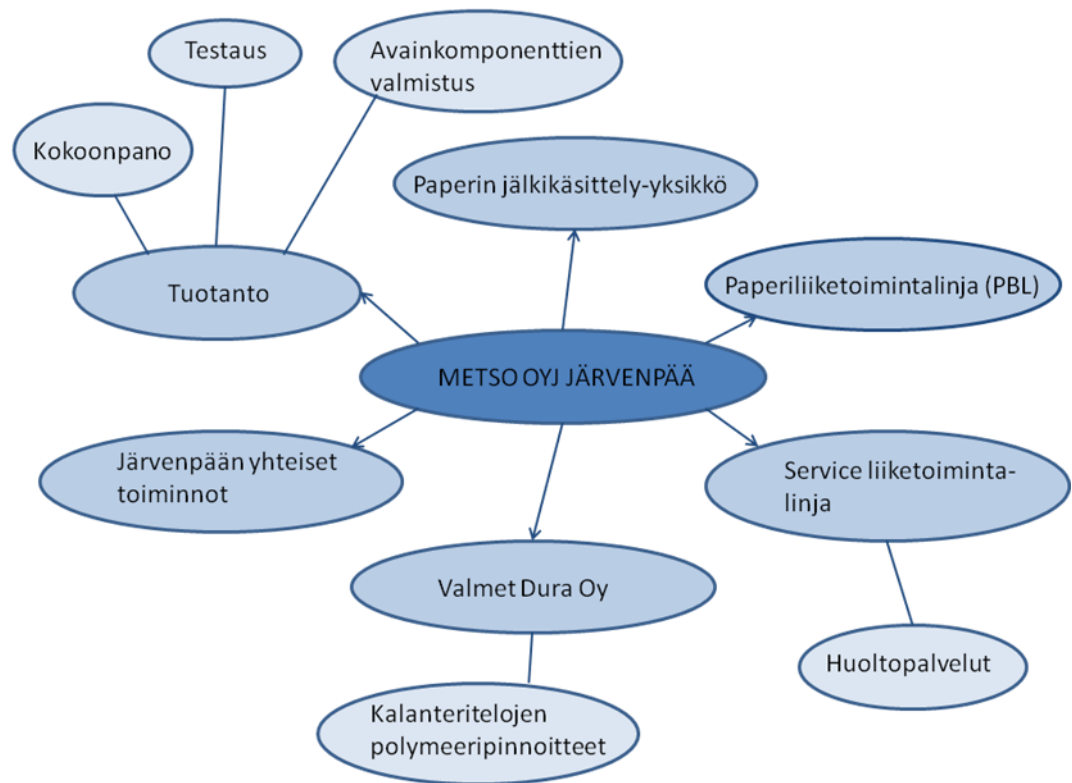 Testaus
Avainkomponenttien
valmistus
Kokoonpano
Paperin jälkikäsittely-yksikkö
Tuotanto
Paperiliiketoimintalinja (PBL)
METSO OYJ JÄRVENPÄÄ
Järvenpään yhteiset
toiminnot
Service liiketoiminta-
linja
Valmet Dura Oy
Huoltopalvelut
Kalanteritelojen
polymeeripinnoitteet